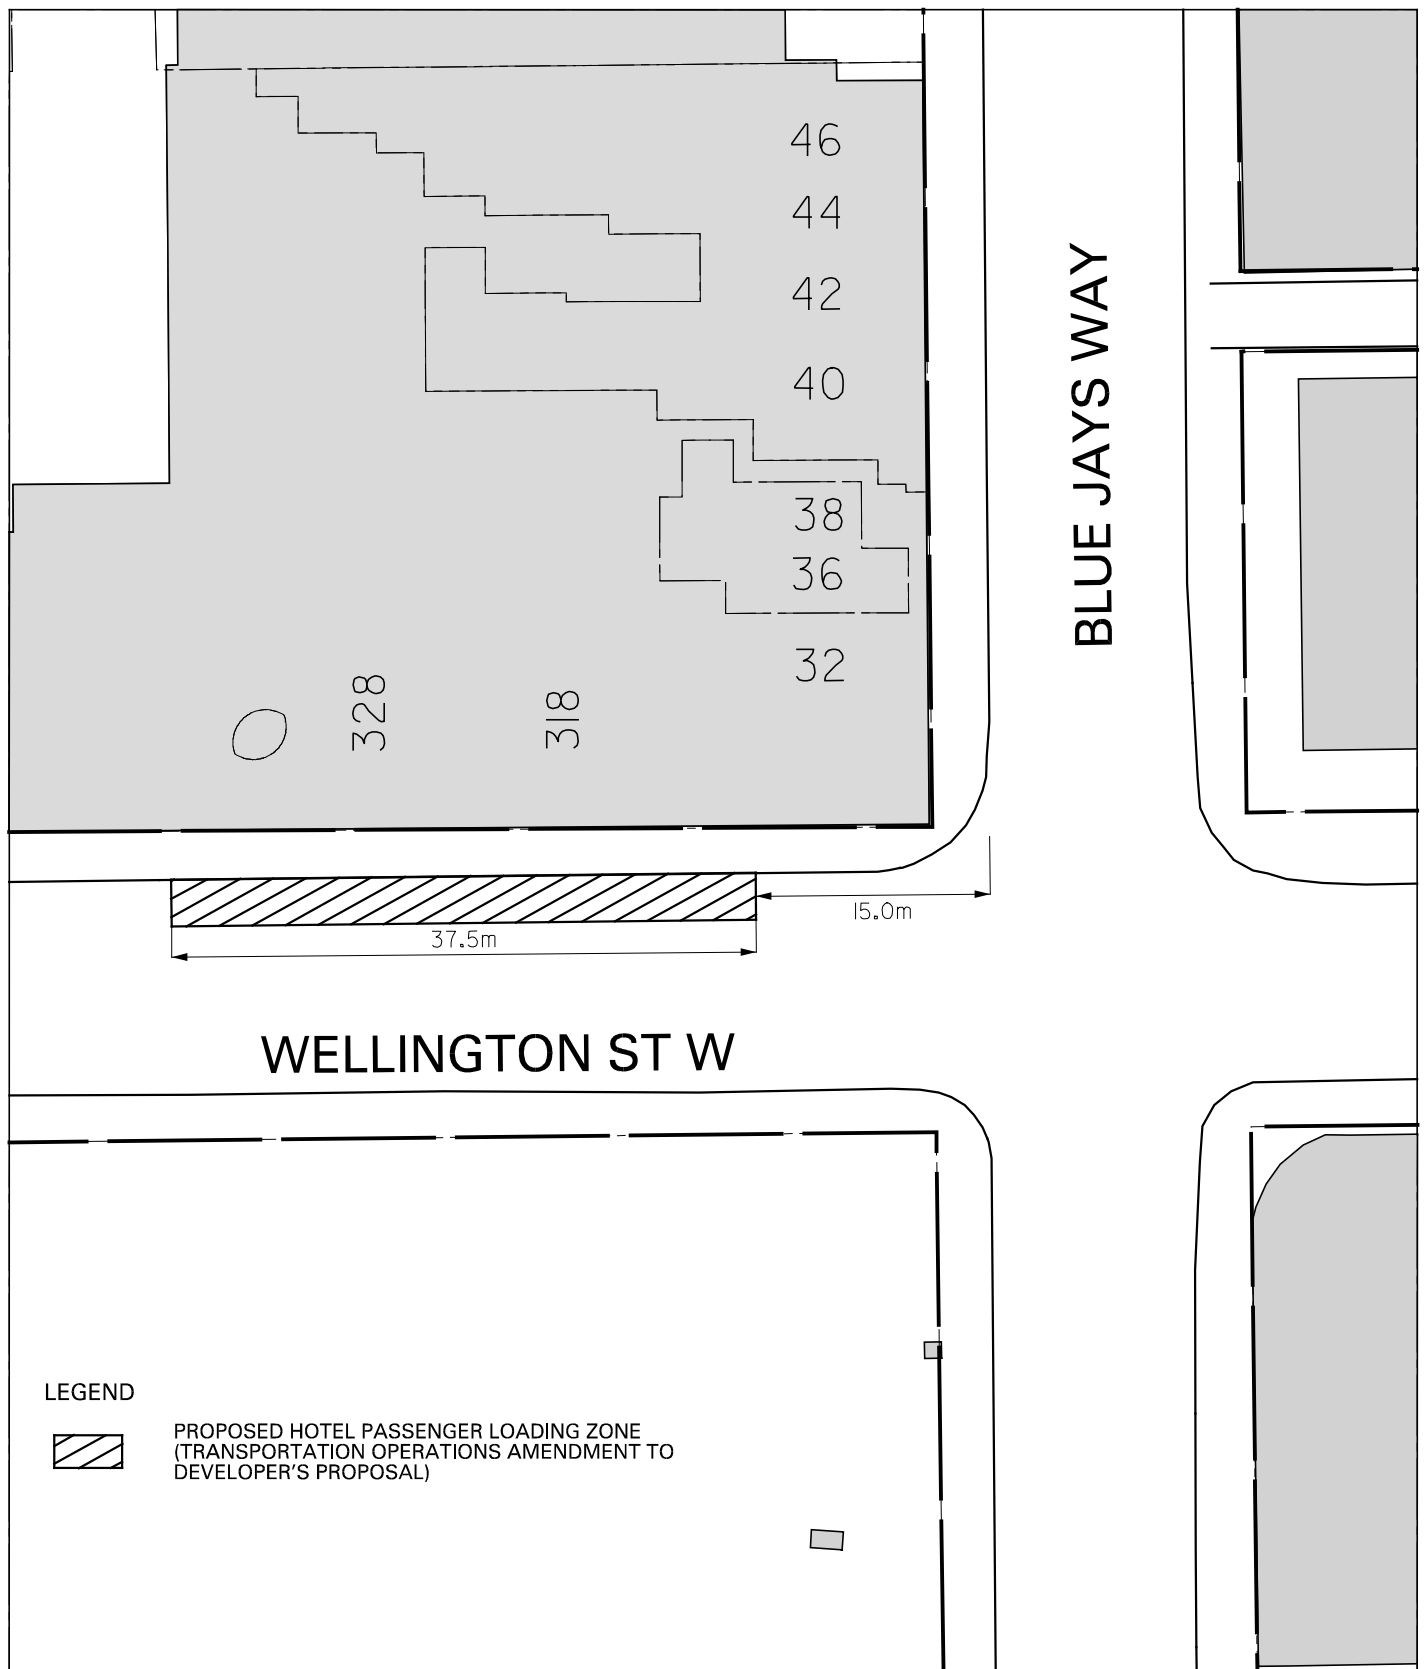 46
44
42
40
38
36
32
328
318
BLUE JAYS WAY
15.0m
37.5m
WELLINGTON ST W
LEGEND
PROPOSED HOTEL PASSENGER LOADING ZONE
(TRANSPORTATION OPERATIONS AMENDMENT TO
DEVELOPER'S PROPOSAL)